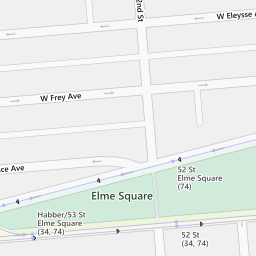 2nd St
W Eleysse A
W Frey Ave
ce Ave
52 St
Elme Square
(74)
Elme Square
Habber/53 St
Elme Square
(34, 74)
52 St
(34, 74)